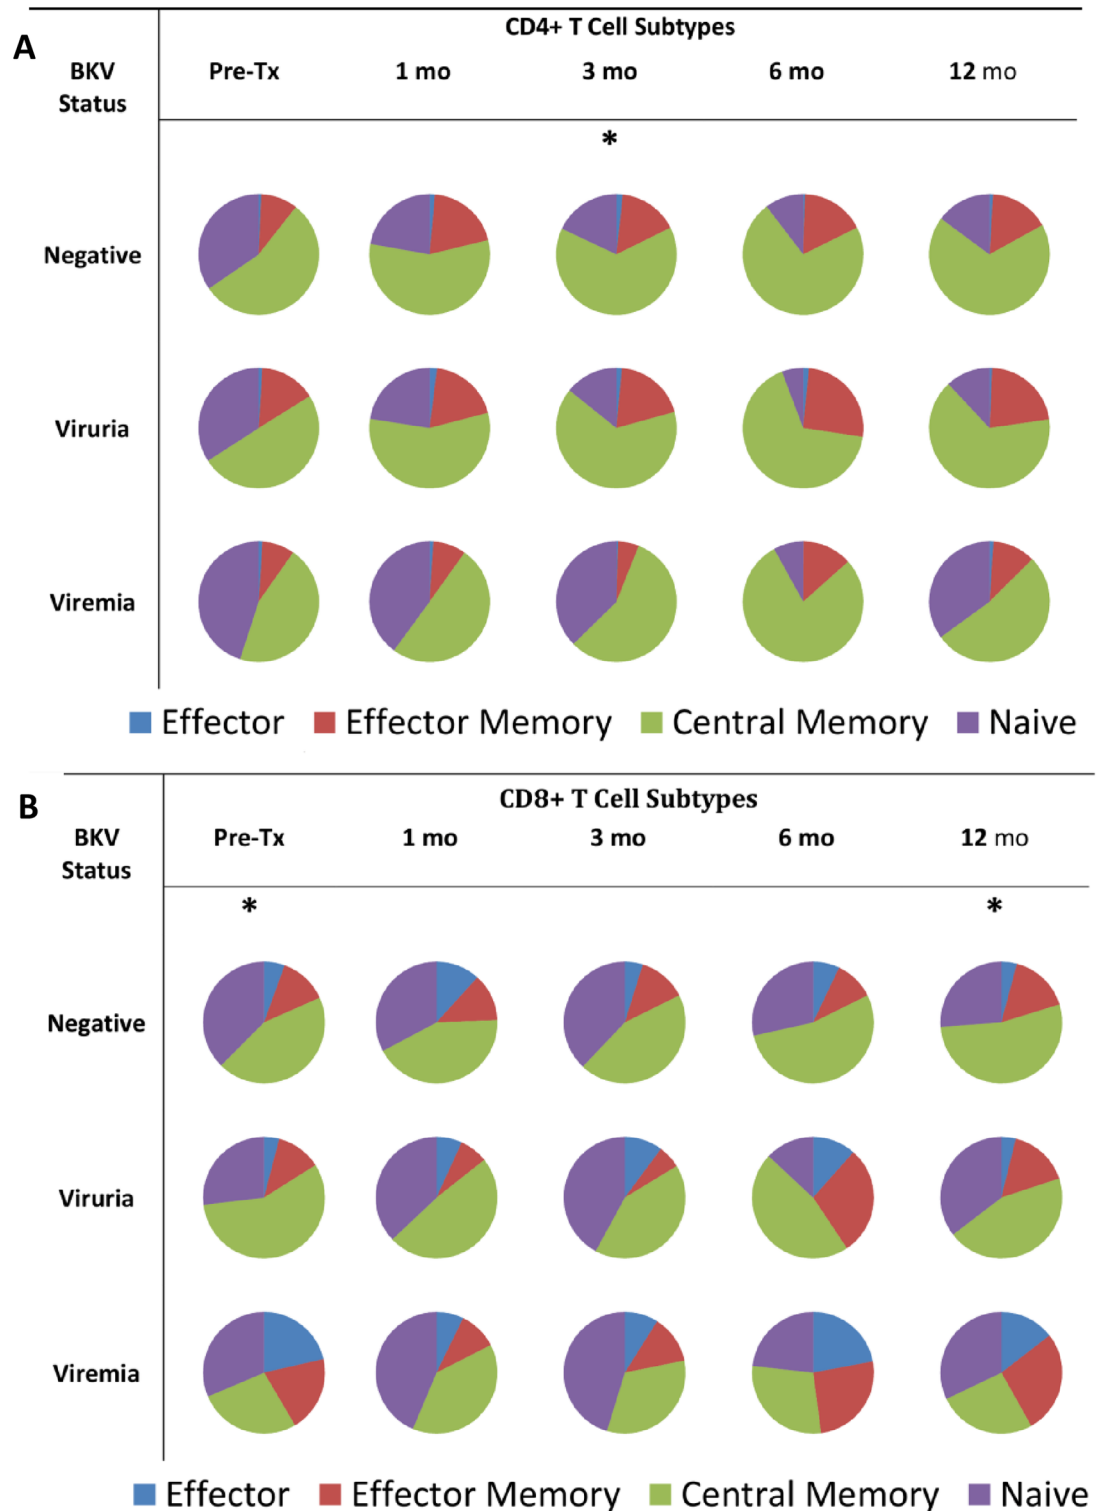 A
CD4+ T Cell Subtypes
BKV Status
Pre-Tx 1 mo 3 mo 6 mo 12 mo
*
Negative
Viruria
Viremia
Effector Effector Memory Central Memory Naive
B
CD8+ T Cell Subtypes
BKV Status
Pre-Tx 1 mo 3 mo 6 mo 12 mo
* *
Negative
Viruria
Viremia
Effector Effector Memory Central Memory Naive